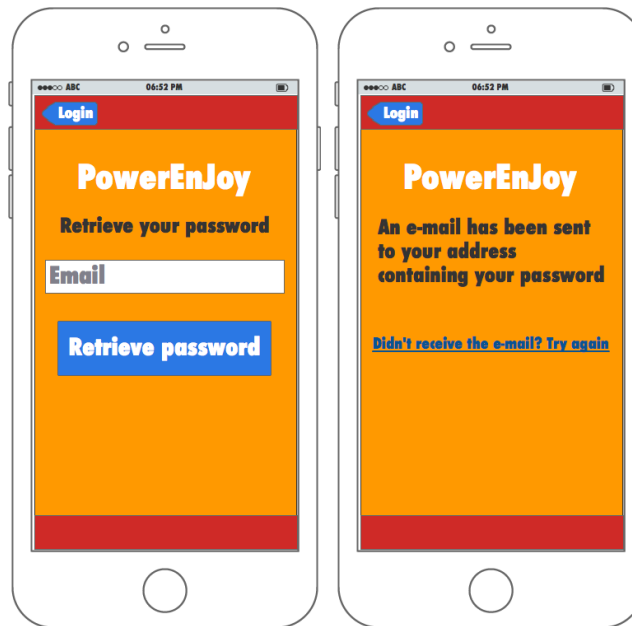 ABC 06:52 PM
Login
PowerEnJoy
Retrieve your password
Email
Retrieve password
ABC 06:52 PM
Login
PowerEnJoy
An e-mail has been sent
to your address
containing your password
Didn't receive the e-mail? Try again